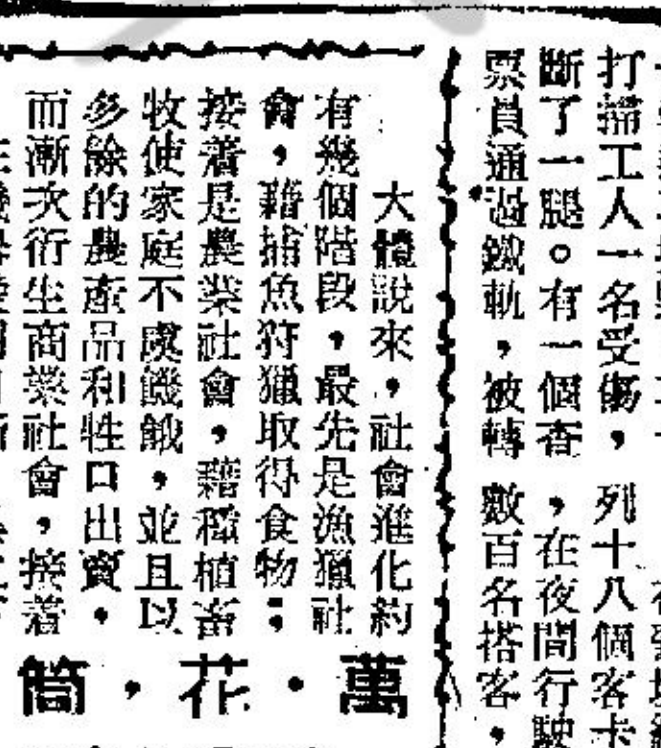 打掃工人一名受傷，
斷了一腿。有一個香
票員通過鐵軌，被轉
列十八個客卡
，在夜間行駛
數百名搭客，
大體說來，社會進化約
有幾個階段，最先是漁獵社
會，藉捕魚狩獵取得食物；
接着是農業社會，藉種植畜
牧使家庭不虞饑餓，並且以
多餘的農產品和牲口出賣，
而漸次衍生商業社會，接着
萬·花·筒